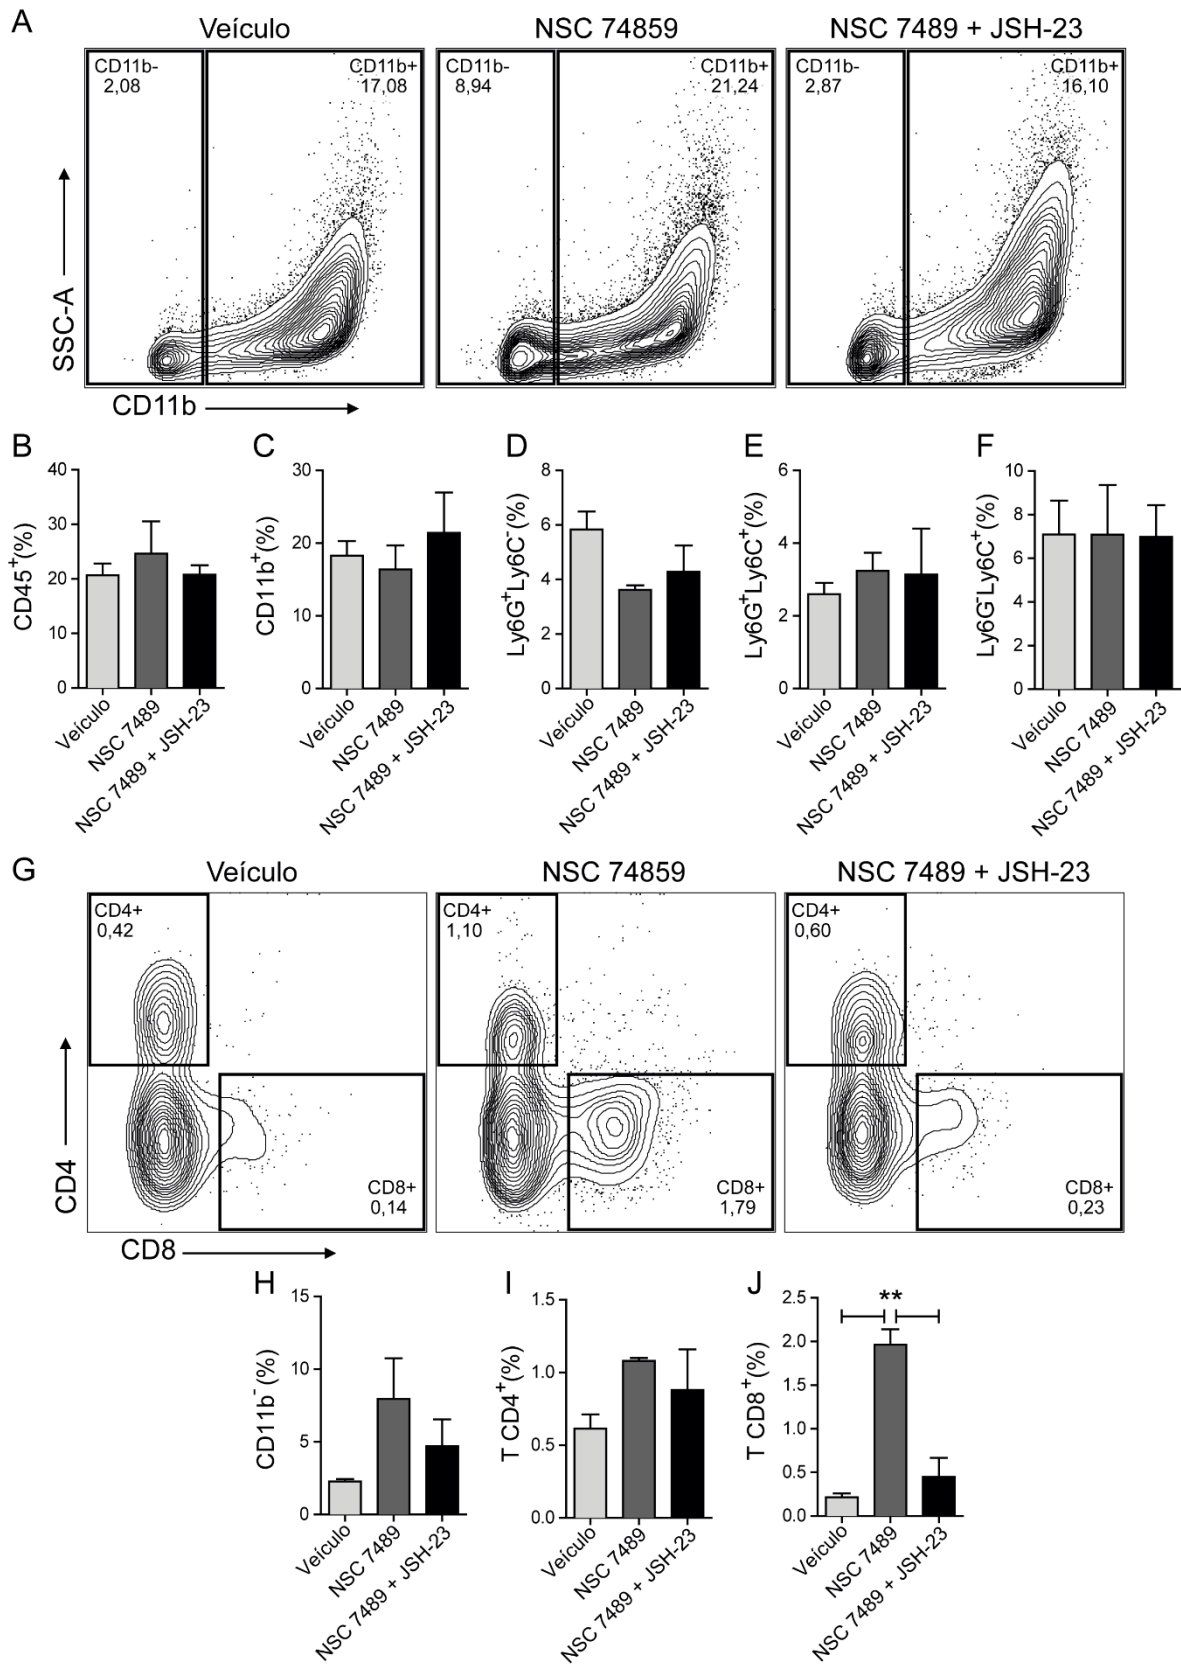 A
Veículo
NSC 74859
NSC 7489 + JSH-23
CD11b-
2,08
CD11b+
17,08
CD11b-
8,94
CD11b+
21,24
CD11b-
2,87
CD11b+
16,10
SSC-A
CD11b
B
CD45+(%)
40
30
20
10
0
Veículo
NSC 7489
NSC 7489 + JSH-23
C
CD11b+(%)
30
20
10
0
Veículo
NSC 7489
NSC 7489 + JSH-23
D
Ly6G+Ly6C-(%)
8
6
4
2
0
Veículo
NSC 7489
NSC 7489 + JSH-23
E
Ly6G+Ly6C+(%)
6
4
2
0
Veículo
NSC 7489
NSC 7489 + JSH-23
F
Ly6G-Ly6C+(%)
10
8
6
4
2
0
Veículo
NSC 7489
NSC 7489 + JSH-23
G
Veículo
NSC 74859
NSC 7489 + JSH-23
CD4+
0,42
CD8+
0,14
CD4+
1,10
CD8+
1,79
CD4+
0,60
CD8+
0,23
CD4
CD8
H
CD11b-(%)
15
10
5
0
Veículo
NSC 7489
NSC 7489 + JSH-23
I
T CD4+(%)
1.5
1.0
0.5
0.0
Veículo
NSC 7489
NSC 7489 + JSH-23
J
T CD8+(%)
2.5
2.0
1.5
1.0
0.5
0.0
**
Veículo
NSC 7489
NSC 7489 + JSH-23